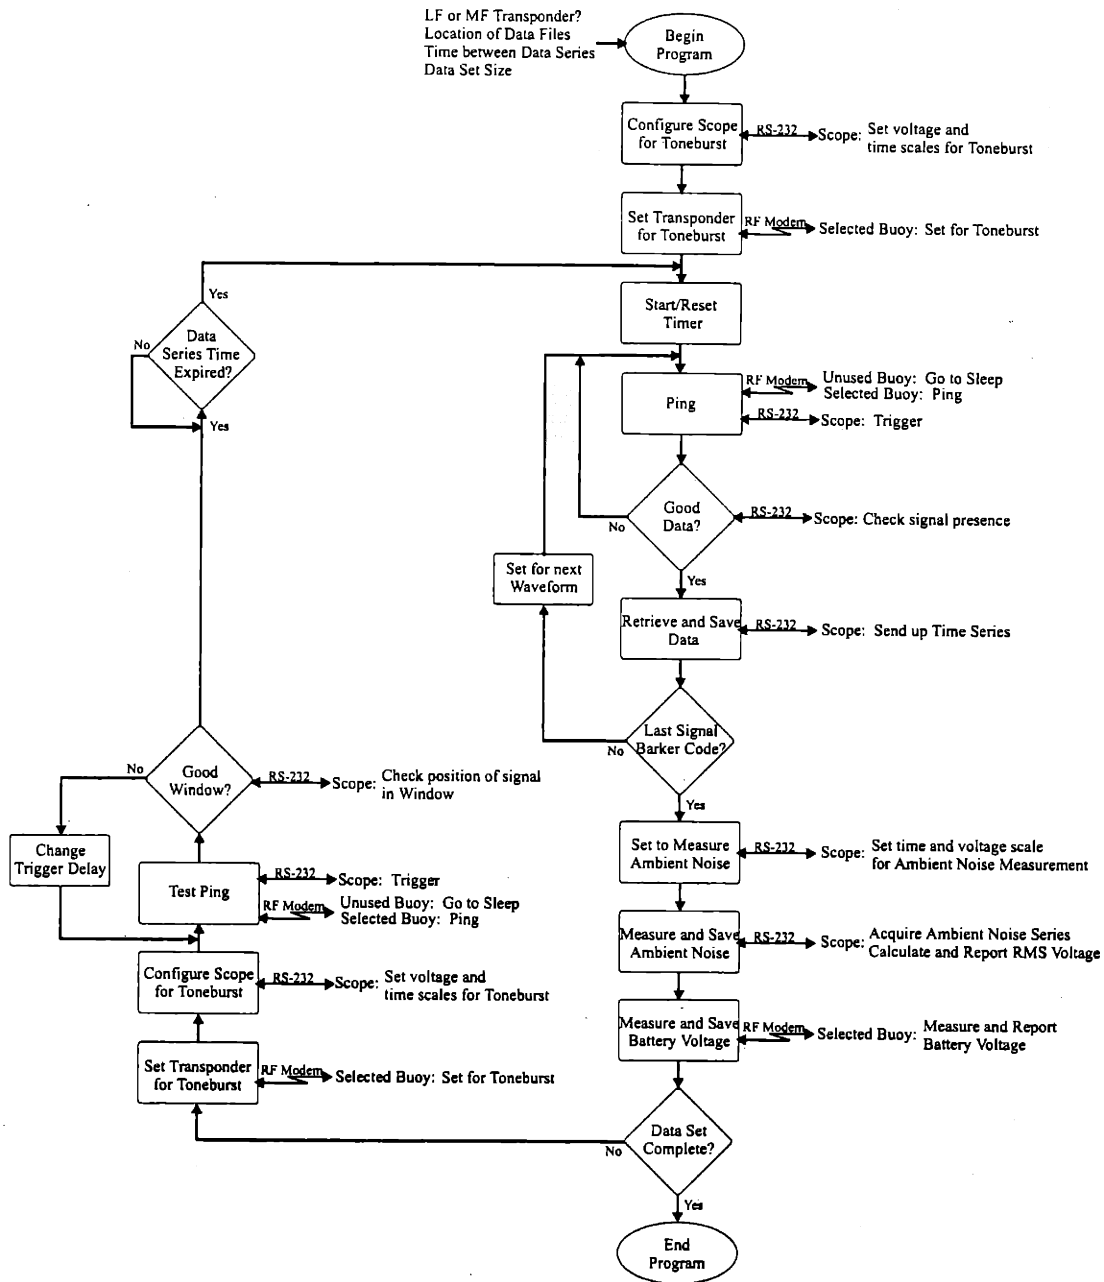 LF or MF Transponder?
Location of Data Files
Time between Data Series
Data Set Size
Begin
Program
Configure Scope
for Toneburst
RS-232
Scope: Set voltage and
time scales for Toneburst
Set Transponder
for Toneburst
RF Modem
Selected Buoy: Set for Toneburst
Yes
Data
Series Time
Expired?
No
Yes
Start/Reset
Timer
Ping
RF Modem
Unused Buoy: Go to Sleep
Selected Buoy: Ping
RS-232
Scope: Trigger
Good
Data?
No
RS-232
Scope: Check signal presence
Yes
Set for next
Waveform
Retrieve and Save
Data
RS-232
Scope: Send up Time Series
Last Signal
Barker Code?
No
Yes
No
Good
Window?
RS-232
Scope: Check position of signal
in Window
Change
Trigger Delay
Set to Measure
Ambient Noise
RS-232
Scope: Set time and voltage scale
for Ambient Noise Measurement
Test Ping
RS-232
Scope: Trigger
RF Modem
Unused Buoy: Go to Sleep
Selected Buoy: Ping
Measure and Save
Ambient Noise
RS-232
Scope: Acquire Ambient Noise Series
Calculate and Report RMS Voltage
Configure Scope
for Toneburst
RS-232
Scope: Set voltage and
time scales for Toneburst
Measure and Save
Battery Voltage
RF Modem
Selected Buoy: Measure and Report
Battery Voltage
Set Transponder
for Toneburst
RF Modem
Selected Buoy: Set for Toneburst
Data Set
Complete?
No
Yes
End
Program